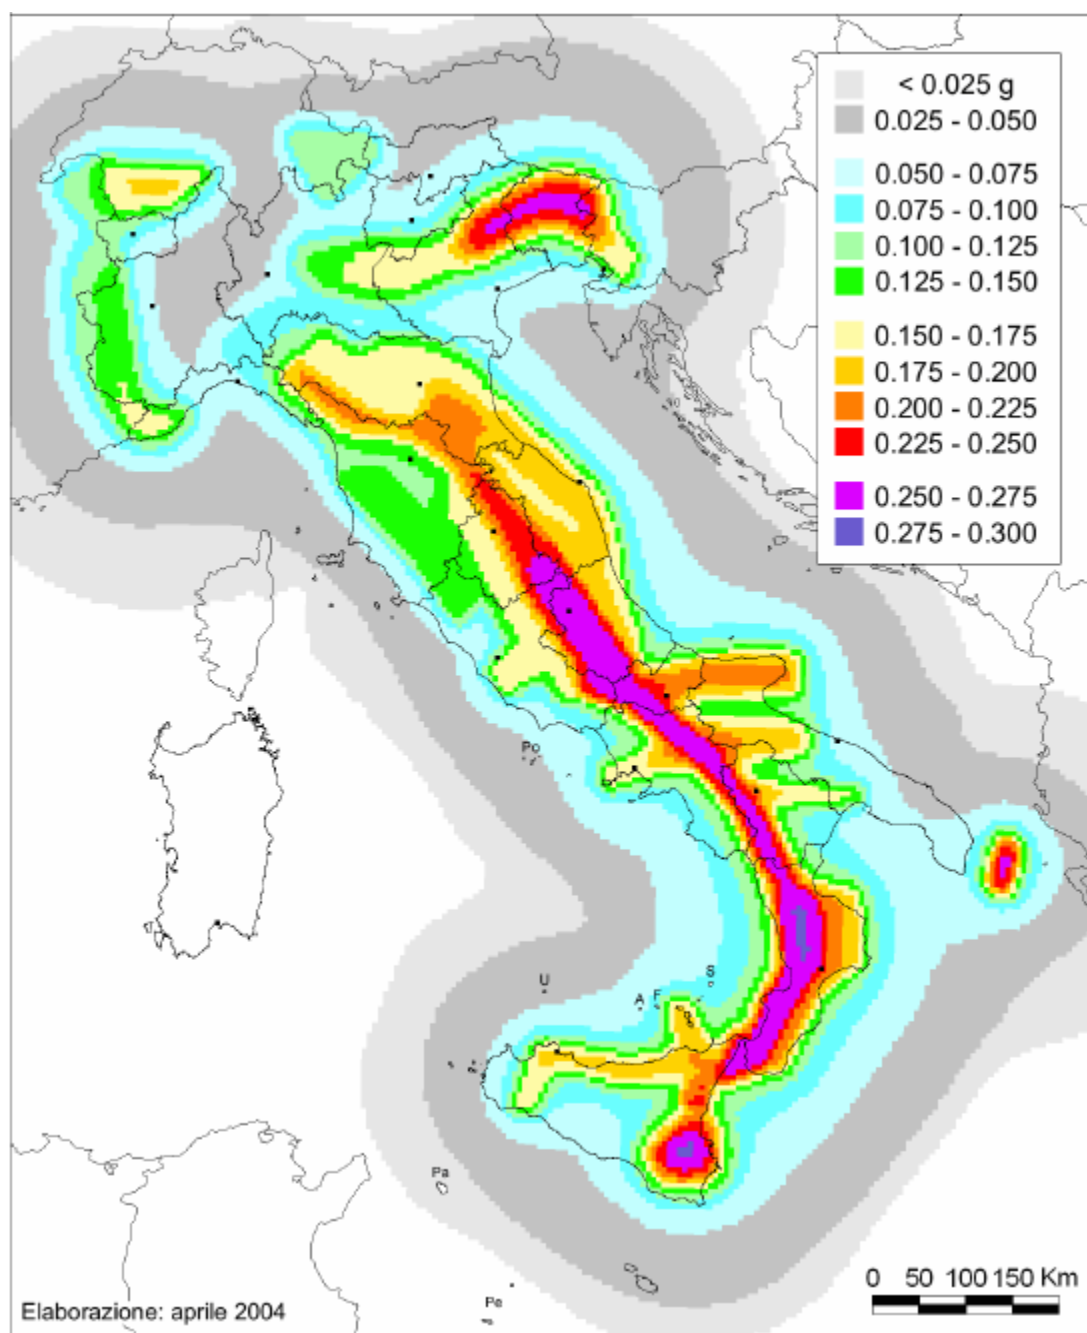 < 0.025 g
0.025 - 0.050
0.050 - 0.075
0.075 - 0.100
0.100 - 0.125
0.125 - 0.150
0.150 - 0.175
0.175 - 0.200
0.200 - 0.225
0.225 - 0.250
0.250 - 0.275
0.275 - 0.300
Po
S
U
A F
Pa
Pe
0 50 100 150 Km
Elaborazione: aprile 2004